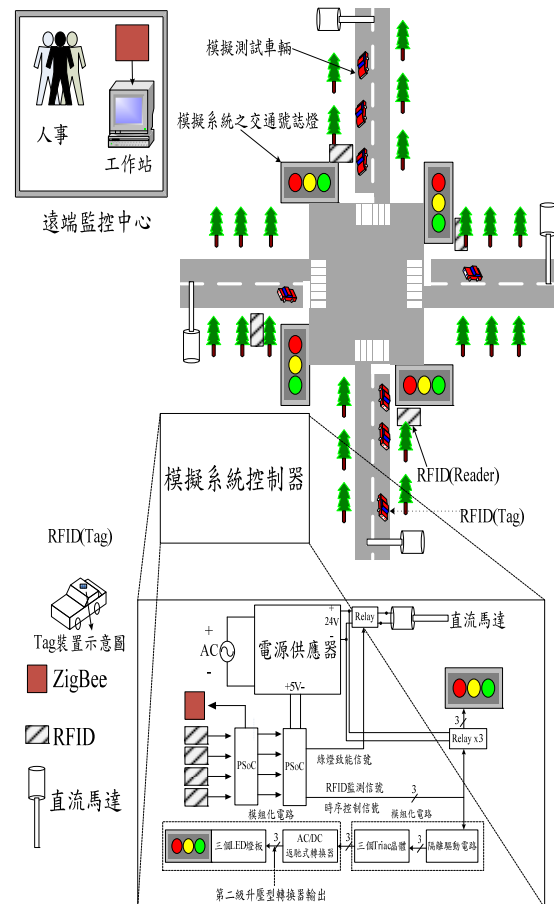 人事
工作站
遠端監控中心
模擬測試車輛
模擬系統之交通號誌燈
RFID(Reader)
RFID(Tag)
模擬系統控制器
RFID(Tag)
Tag裝置示意圖
ZigBee
RFID
直流馬達
+
AC
-
電源供應器
+
24V
-
+5V-
Relay
直流馬達
PSoC
PSoC
模組化電路
綠燈致能信號
RFID監測信號
時序控制信號
3
模組化電路
3
Relay x3
三個LED燈板
3
AC/DC
返馳式轉換器
3
三個Triac晶體
3
隔離驅動電路
第二級升壓型轉換器輸出